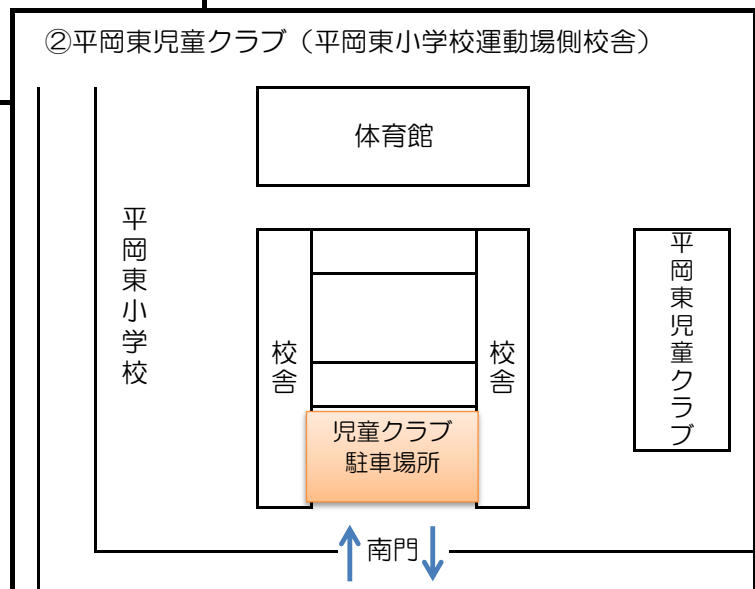 ②平岡東児童クラブ（平岡東小学校運動場側校舎）
体育館
平岡東小学校
校舎
校舎
平岡東児童クラブ
児童クラブ
駐車場所
南門